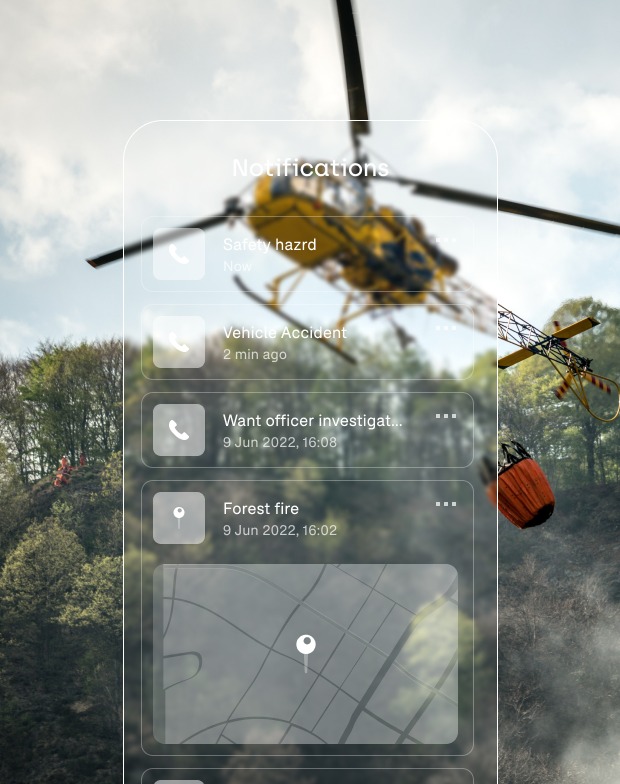 Notifications
Safety hazrd
Now
Vehicle Accident
2 min ago
Want officer investigat...
9 Jun 2022, 16:08
Forest fire
9 Jun 2022, 16:02